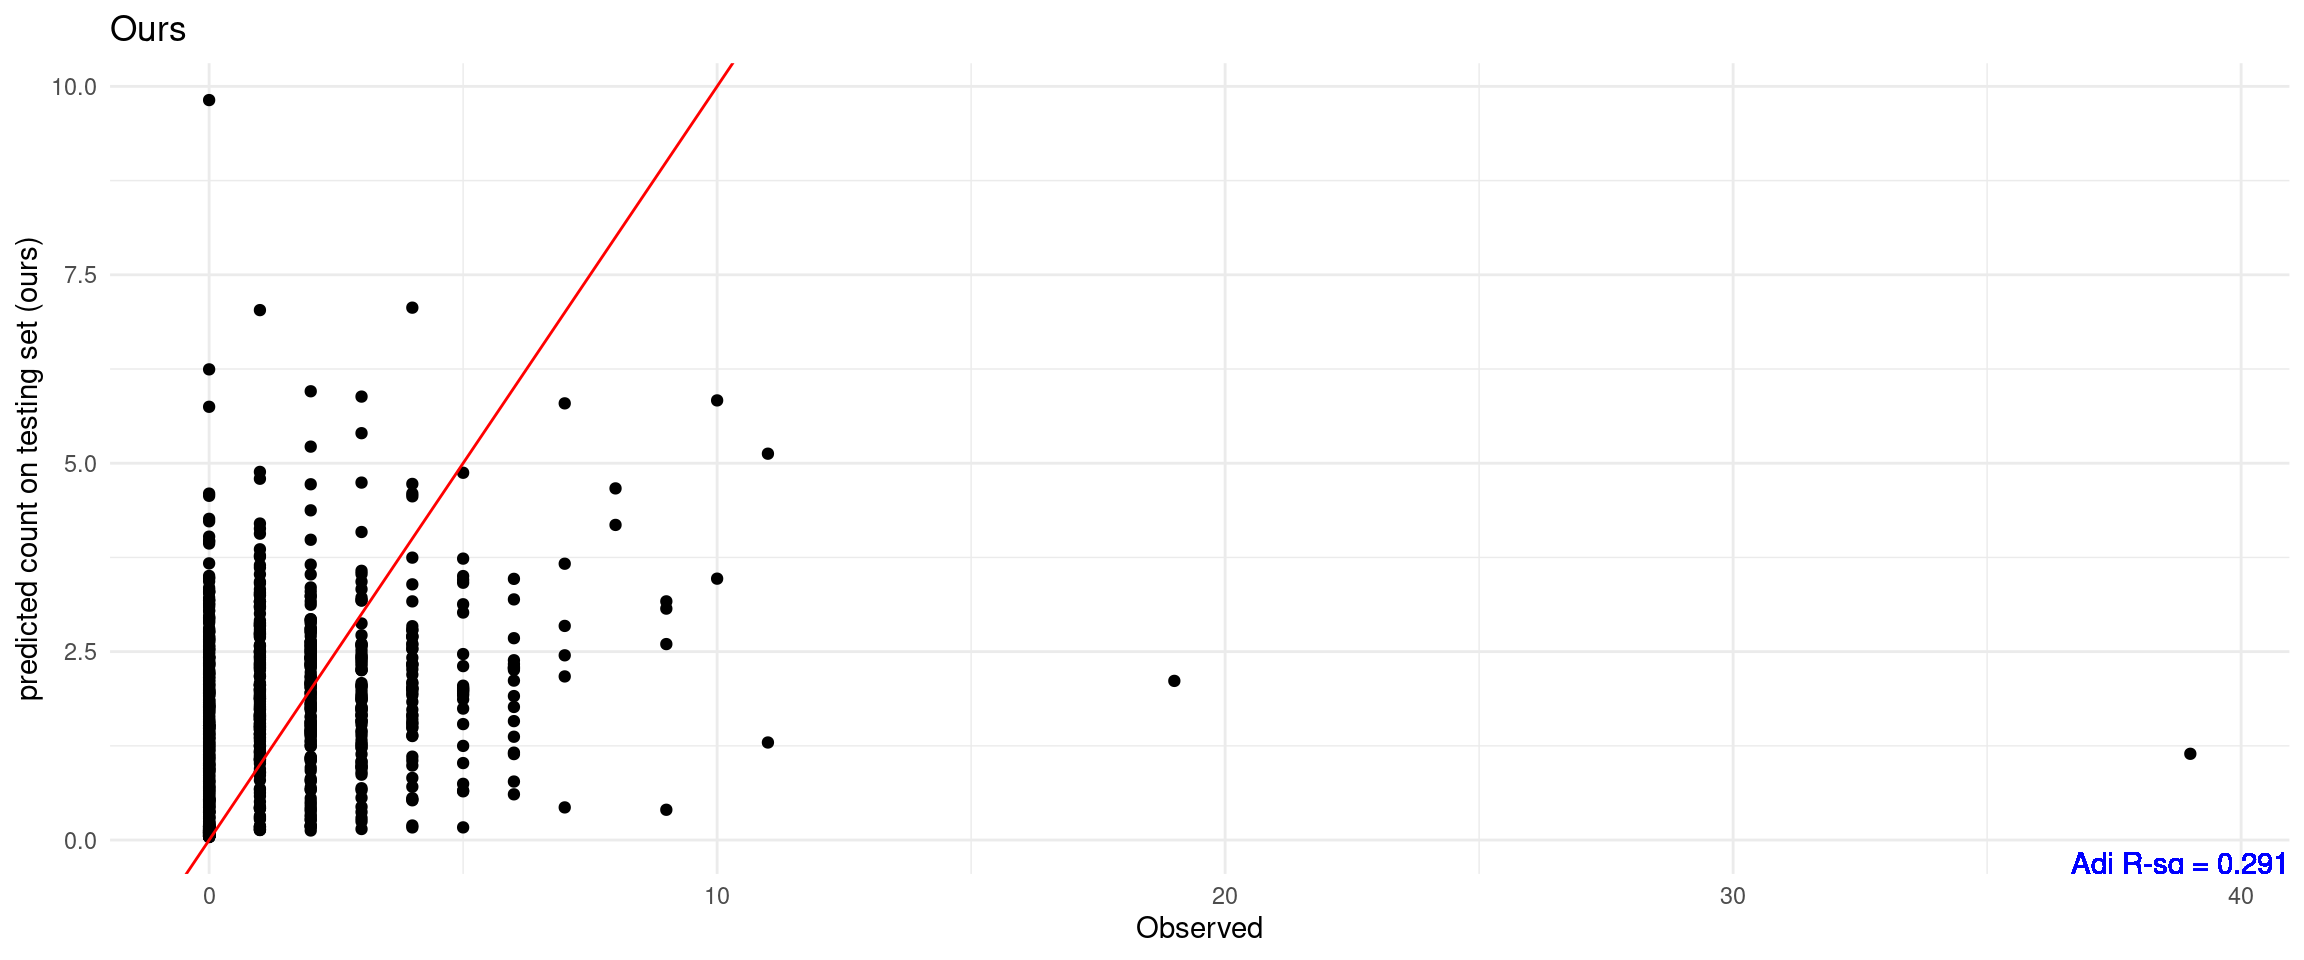 Ours
predicted count on testing set (ours)
10.0
7.5
5.0
2.5
0.0
Adj R-sq = 0.291
0 10 20 30 40
Observed